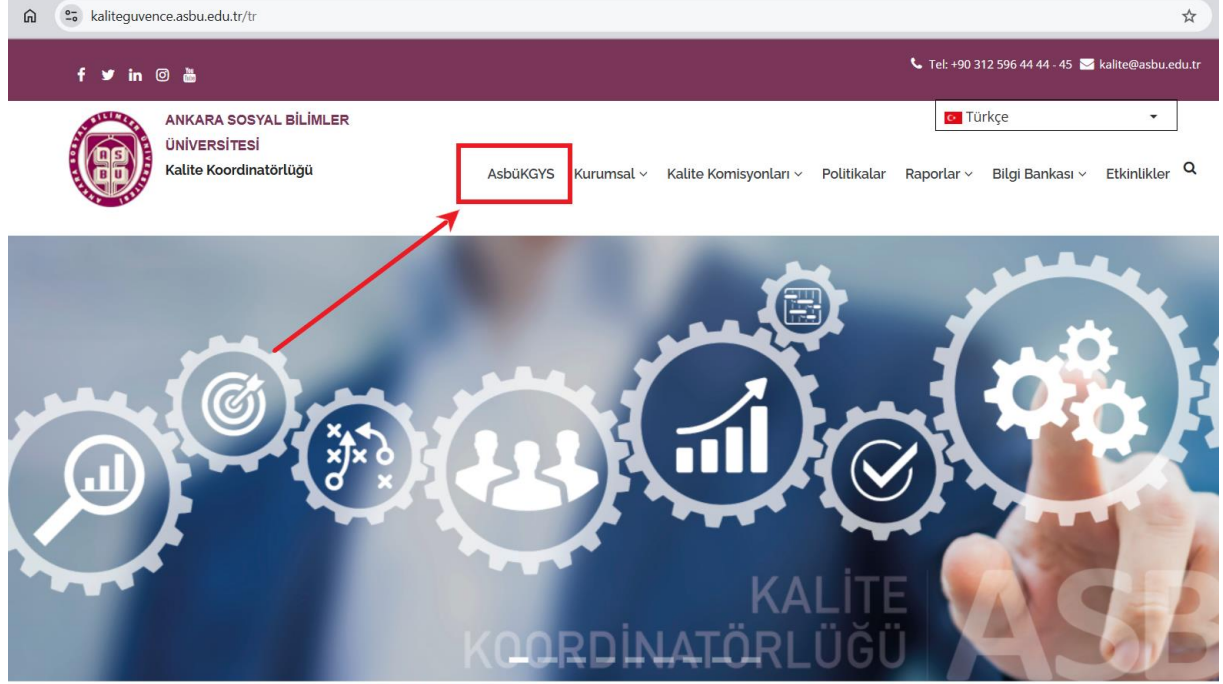 kaliteguvence.asbu.edu.tr/tr
Tel: +90 312 596 44 44 - 45 kalite@asbu.edu.tr
ANKARA SOSYAL BİLİMLER
ÜNİVERSİTESİ
Kalite Koordinatörlüğü
Türkçe
AsbüKGYS Kurumsal Kalite Komisyonları Politikalar Raporlar Bilgi Bankası Etkinlikler
KALİTE
KOORDİNATÖRLÜĞÜ
ASB